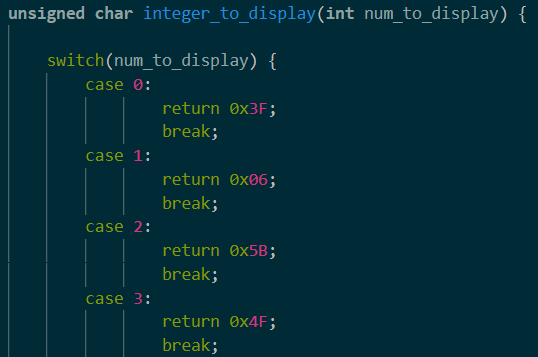 unsigned char integer_to_display(int num_to_display) {
switch(num_to_display) {
case 0:
return 0x3F;
break;
case 1:
return 0x06;
break;
case 2:
return 0x5B;
break;
case 3:
return 0x4F;
break;